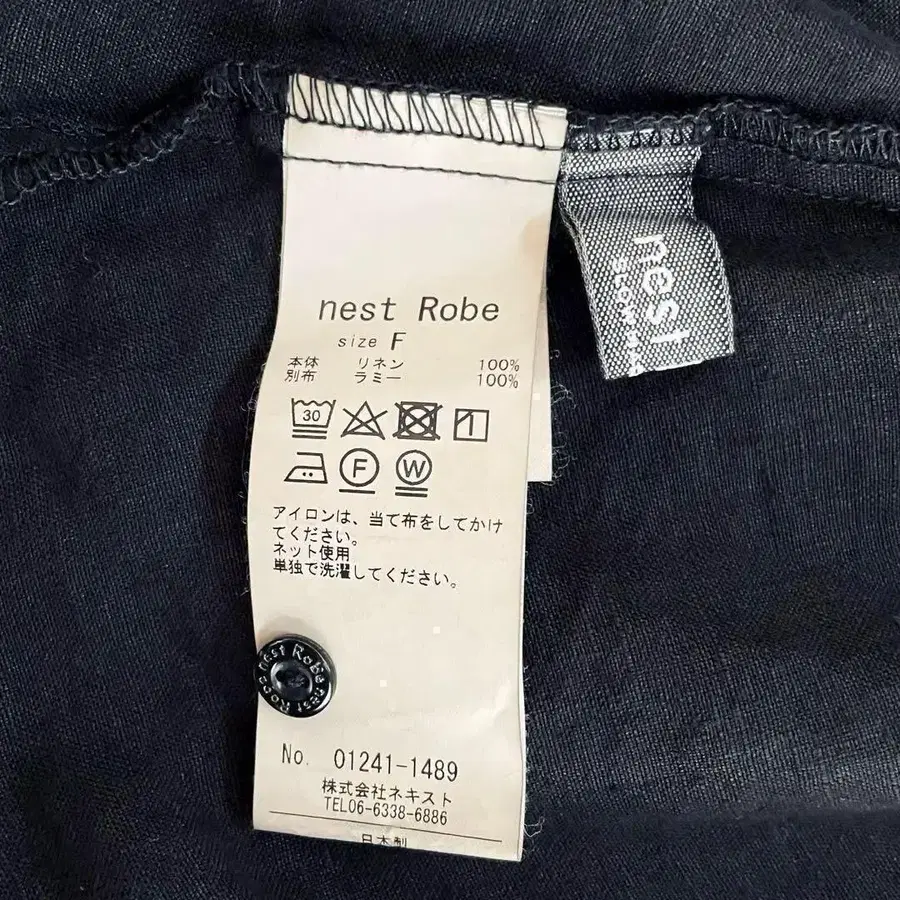 nest Robe
size F
本体 リネン 100%
別布 ラミー 100%
30
F W
アイロンは、当て布をしてかけ
てください。
ネット使用
単独で洗濯してください。
nest Robe nest Robe
No. 01241-1489
株式会社ネキスト
TEL06-6338-6886
日本製
nest